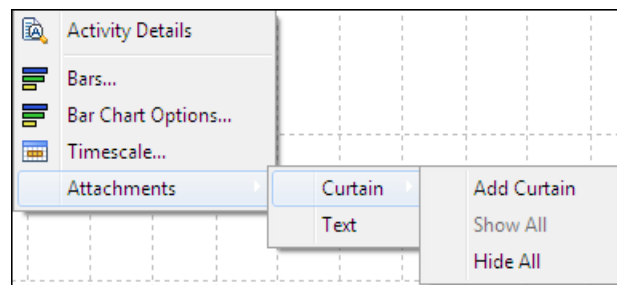 Activity Details
Bars...
Bar Chart Options...
Timescale...
Attachments
Curtain
Text
Add Curtain
Show All
Hide All